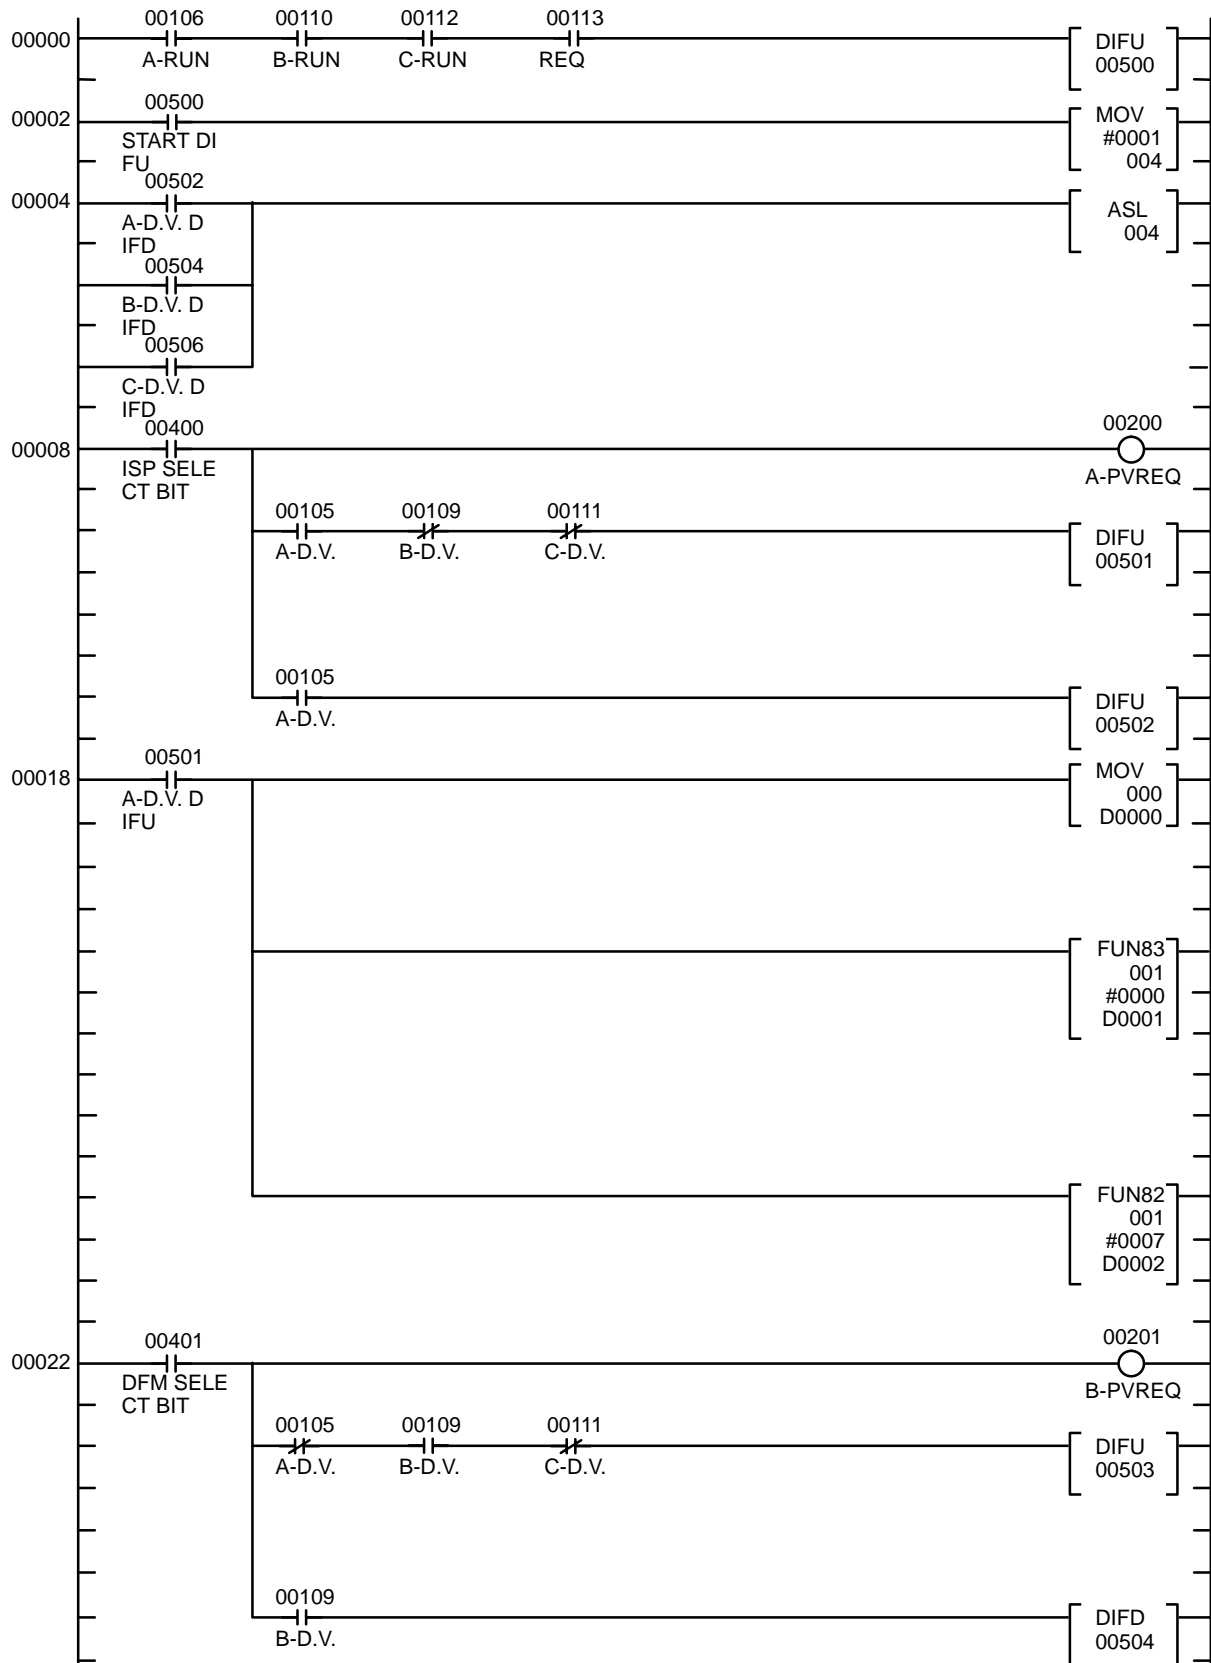 00106 00110 00112 00113
00000 DIFU
A-RUN B-RUN C-RUN REQ 00500
00500
00002 MOV
START DI #0001
FU 004
00502
00004 ASL
A-D.V. D 004
IFD
00504
B-D.V. D
IFD
00506
C-D.V. D
IFD
00400 00200
00008
ISP SELE A-PVREQ
CT BIT
00105 00109 00111
DIFU
A-D.V. B-D.V. C-D.V. 00501
00105
DIFU
A-D.V. 00502
00501
00018 MOV
A-D.V. D 000
IFU D0000
FUN83
001
#0000
D0001
FUN82
001
#0007
D0002
00401 00201
00022
DFM SELE B-PVREQ
CT BIT
00105 00109 00111
DIFU
A-D.V. B-D.V. C-D.V. 00503
00109
DIFD
B-D.V. 00504